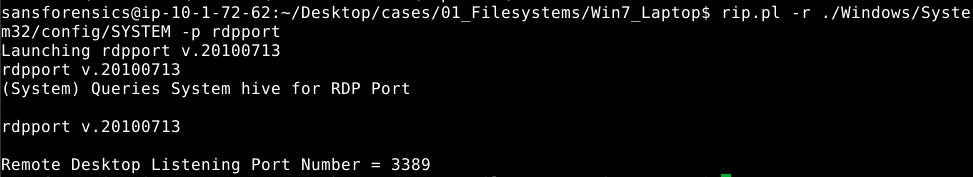 sansforensics@ip-10-1-72-62:~/Desktop/cases/01_Filesystems/Win7_Laptop$ rip.pl -r ./Windows/Syste
m32/config/SYSTEM -p rdpport
Launching rdpport v.20100713
rdpport v.20100713
(System) Queries System hive for RDP Port
rdpport v.20100713
Remote Desktop Listening Port Number = 3389